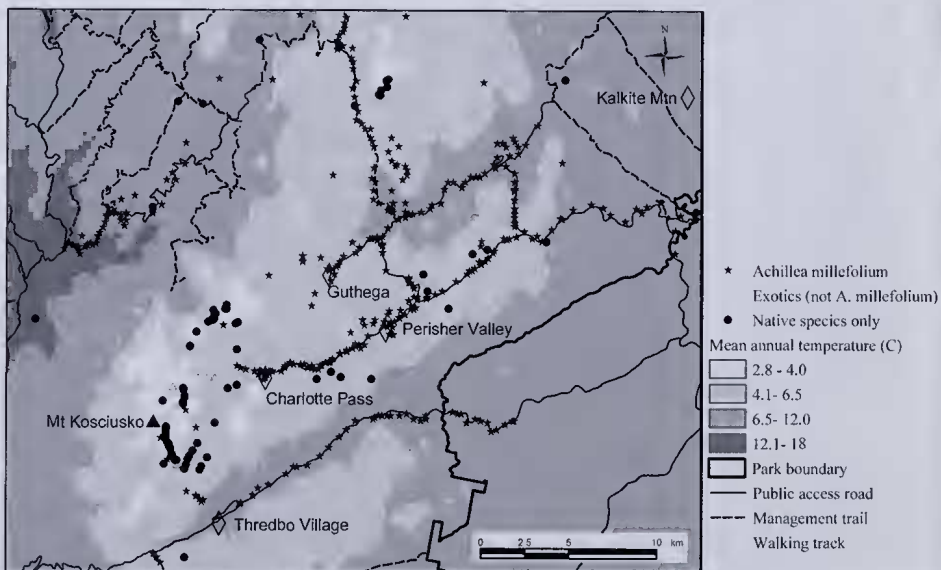 N
Kalkite Mtn
Guthega
Perisher Valley
Charlotte Pass
Mt Kosciusko
Thredbo Village
0 2.5 5 10
km
Achillea millefolium
Exotics (not A. millefolium)
Native species only
Mean annual temperature (C)
2.8 - 4.0
4.1- 6.5
6.5- 12.0
12.1- 18
Park boundary
Public access road
Management trail
Walking track